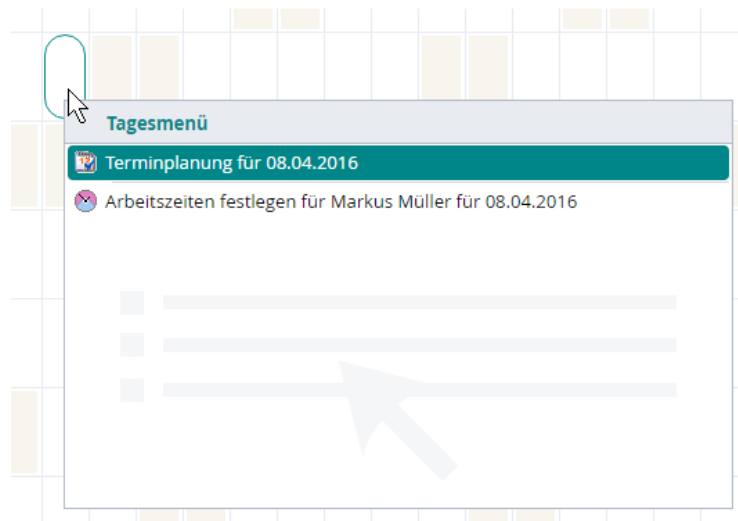 Tagesmenü
Terminplanung für 08.04.2016
Arbeitszeiten festlegen für Markus Müller für 08.04.2016